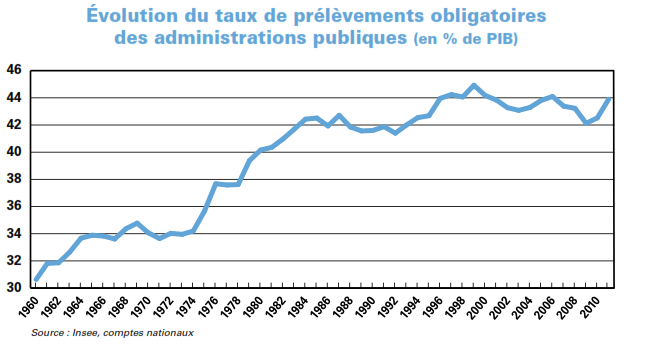 Évolution du taux de prélèvements obligatoires
des administrations publiques (en % de PIB)
46
44
42
40
38
36
34
32
30
1960 1962 1964 1966 1968 1970 1972 1974 1976 1978 1980 1982 1984 1986 1988 1990 1992 1994 1996 1998 2000 2002 2004 2006 2008 2010
Source : Insee, comptes nationaux